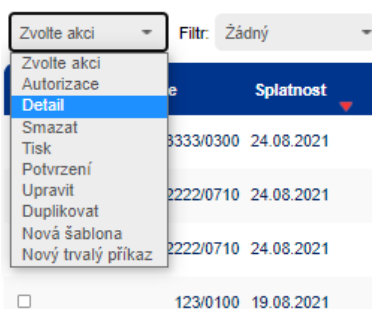 Zvolte akci Filtr: Žádný
Zvolte akci
Autorizace
Detail
Smazat
Tisk
Potvrzení
Upravit
Duplikovat
Nová šablona
Nový trvalý příkaz
e Splatnost
3333/0300 24.08.2021
2222/0710 24.08.2021
2222/0710 24.08.2021
123/0100 19.08.2021